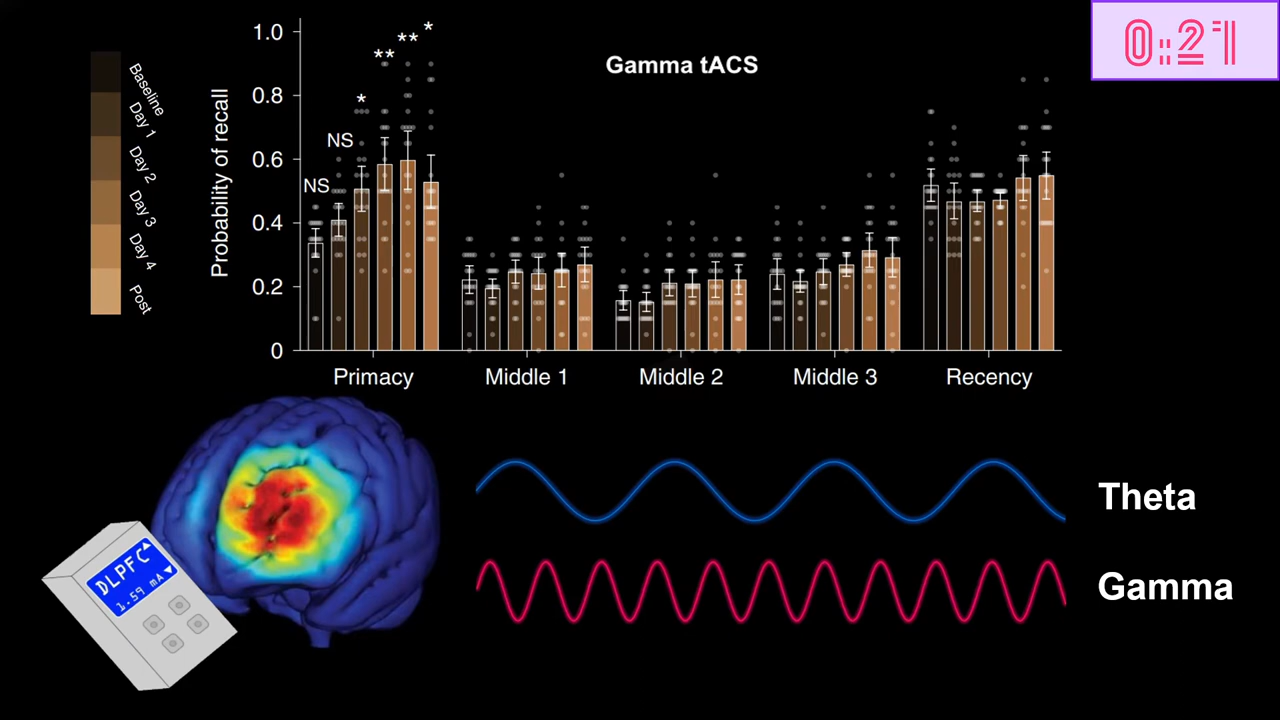 0:21
1.0
0.8
0.6
0.4
0.2
0
Probability of recall
Gamma tACS
Baseline
Day 1
Day 2
Day 3
Day 4
Post
NS
NS
*
**
**
*
Primacy
Middle 1
Middle 2
Middle 3
Recency
DLPFC
1.59 mA
Theta
Gamma